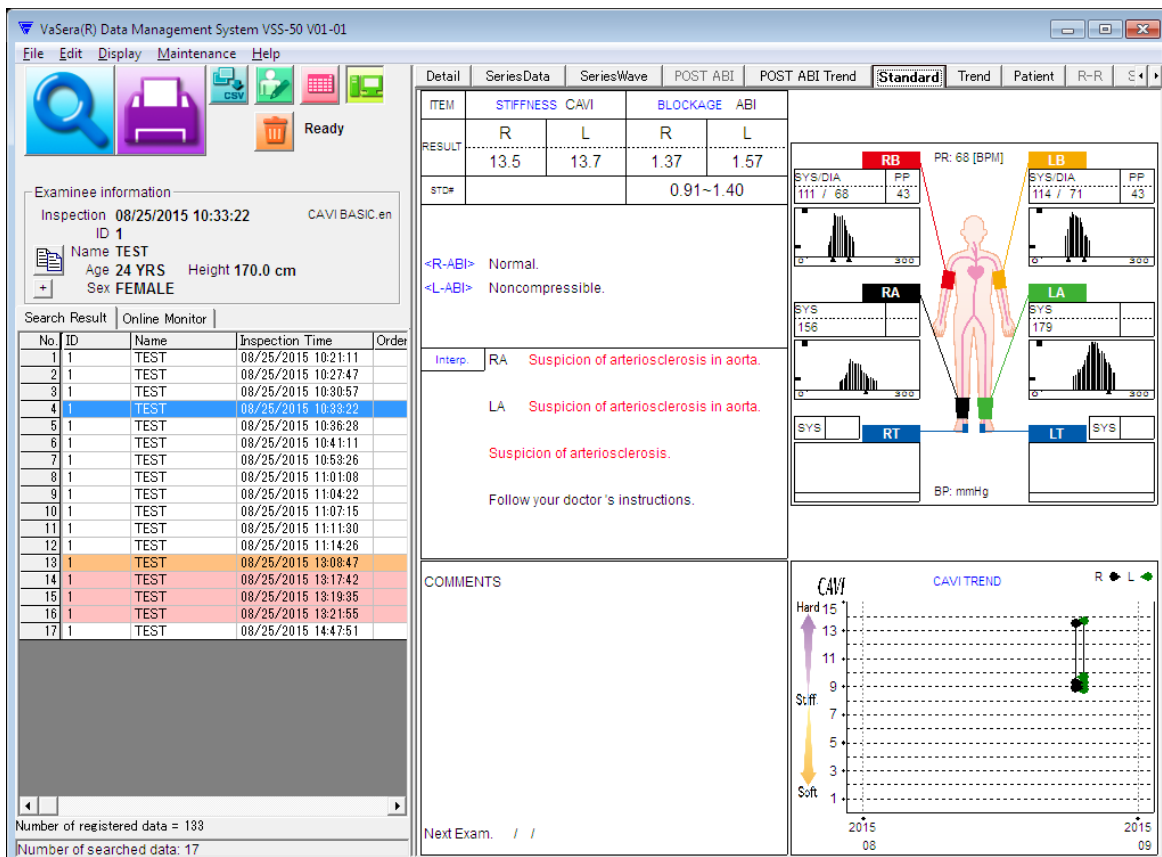 VaSera(R) Data Management System VSS-50 V01-01
File Edit Display Maintenance Help
CSV
Ready
Examinee information
Inspection 08/25/2015 10:33:22 CAVI BASIC.en
ID 1
Name TEST
Age 24 YRS Height 170.0 cm
+ Sex FEMALE
Search Result Online Monitor
No. ID Name Inspection Time Order
1 1 TEST 08/25/2015 10:21:11
2 1 TEST 08/25/2015 10:27:47
3 1 TEST 08/25/2015 10:30:57
4 1 TEST 08/25/2015 10:33:22
5 1 TEST 08/25/2015 10:36:28
6 1 TEST 08/25/2015 10:41:11
7 1 TEST 08/25/2015 10:53:26
8 1 TEST 08/25/2015 11:01:08
9 1 TEST 08/25/2015 11:04:22
10 1 TEST 08/25/2015 11:07:15
11 1 TEST 08/25/2015 11:11:30
12 1 TEST 08/25/2015 11:14:26
13 1 TEST 08/25/2015 13:08:47
14 1 TEST 08/25/2015 13:17:42
15 1 TEST 08/25/2015 13:19:35
16 1 TEST 08/25/2015 13:21:55
17 1 TEST 08/25/2015 14:47:51
Number of registered data = 133
Number of searched data: 17
Detail SeriesData SeriesWave POST ABI POST ABI Trend Standard Trend Patient R-R S
ITEM STIFFNESS CAVI BLOCKAGE ABI
RESULT R L R L
13.5 13.7 1.37 1.57
STD# 0.91~1.40
<R-ABI> Normal.
<L-ABI> Noncompressible.
Interp. RA Suspicion of arteriosclerosis in aorta.
LA Suspicion of arteriosclerosis in aorta.
Suspicion of arteriosclerosis.
Follow your doctor's instructions.
COMMENTS
Next Exam. / /
RB PR: 68 [BPM] LB
SYS/DIA PP SYS/DIA PP
111 / 68 43 114 / 71 43
0 300 0 300
RA LA
SYS SYS
156 179
0 300 0 300
SYS RT LT SYS
BP: mmHg
CAVI CAVI TREND R L
Hard 15
13
11
9
Stiff.
7
5
3
Soft 1
2015 2015
08 09